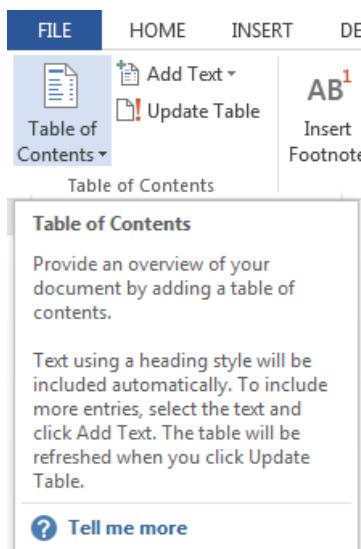 FILE HOME INSERT DE
Add Text
Update Table
Table of
Contents
AB1
Insert
Footnote
Table of Contents
Table of Contents
Provide an overview of your
document by adding a table of
contents.
Text using a heading style will be
included automatically. To include
more entries, select the text and
click Add Text. The table will be
refreshed when you click Update
Table.
? Tell me more